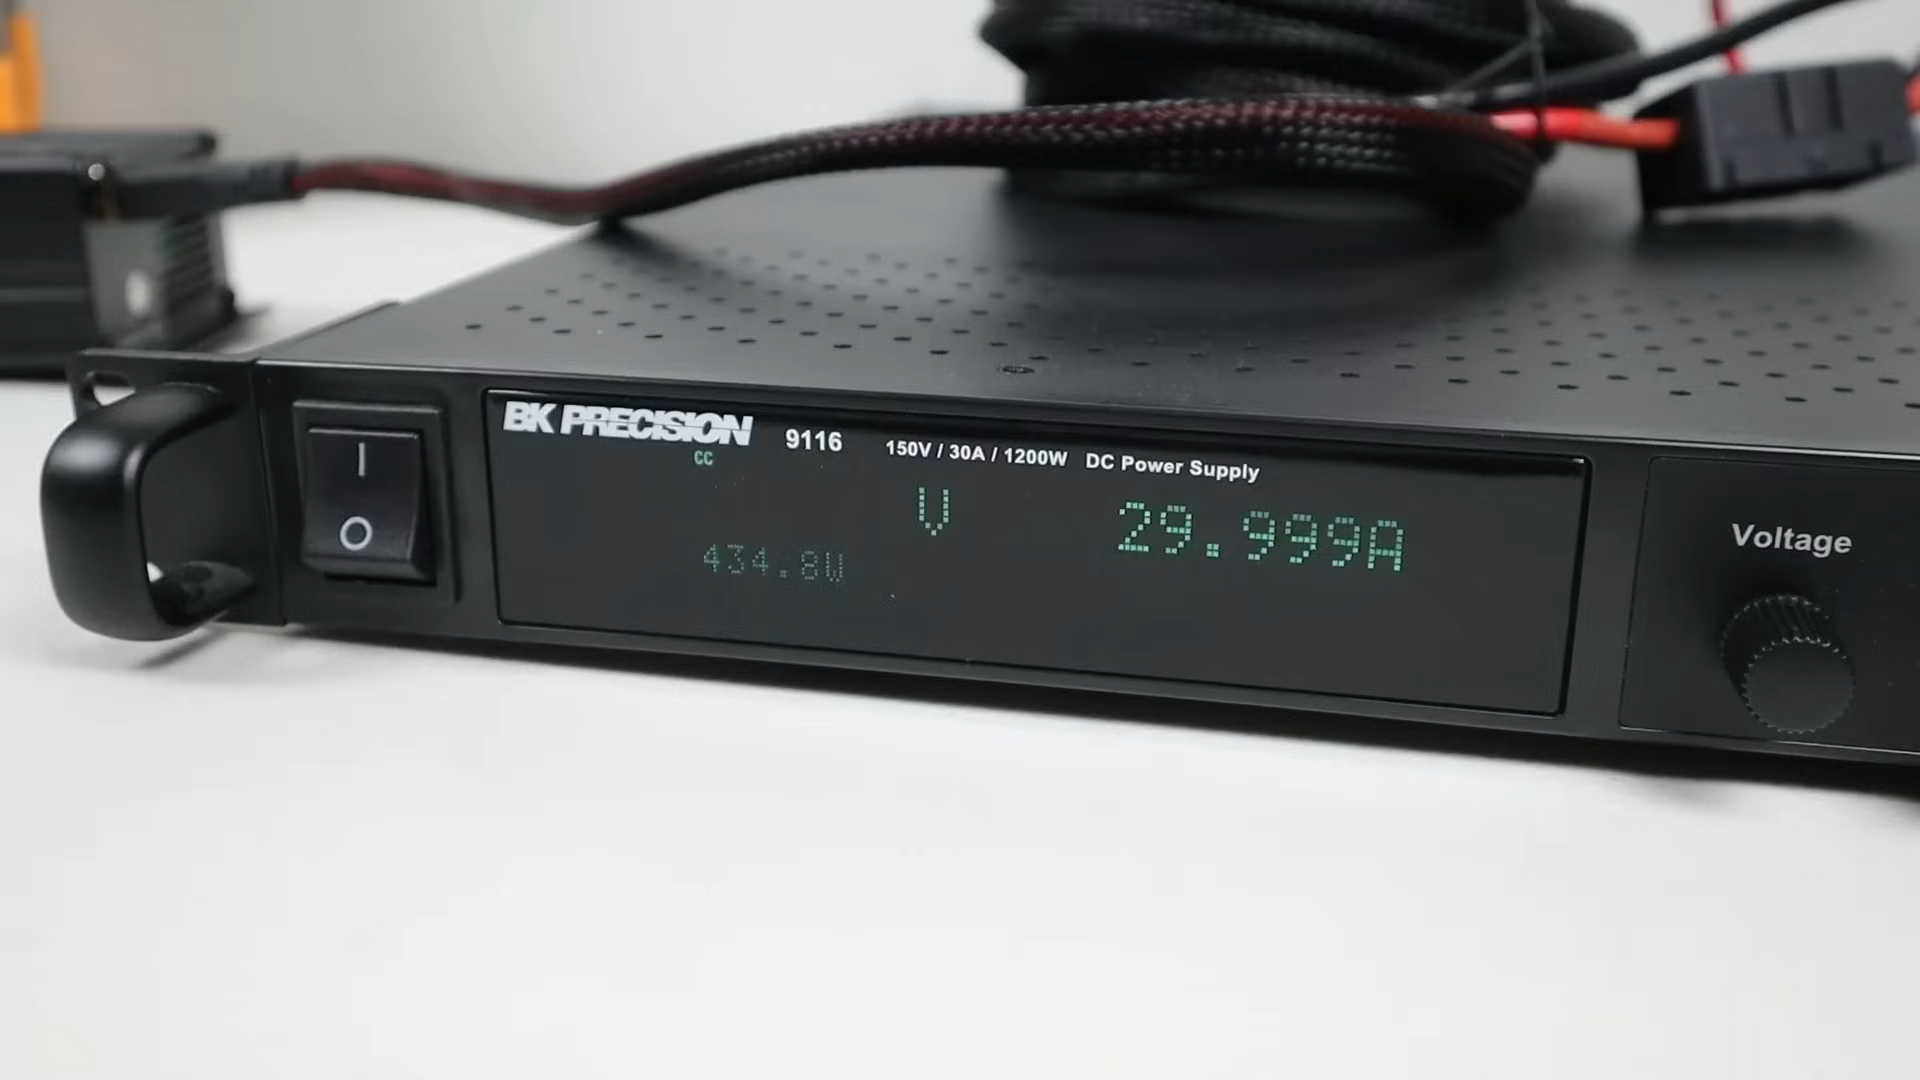 BK PRECISION 9116 150V / 30A / 1200W DC Power Supply
CC
V 29.999A
434.8W
Voltage